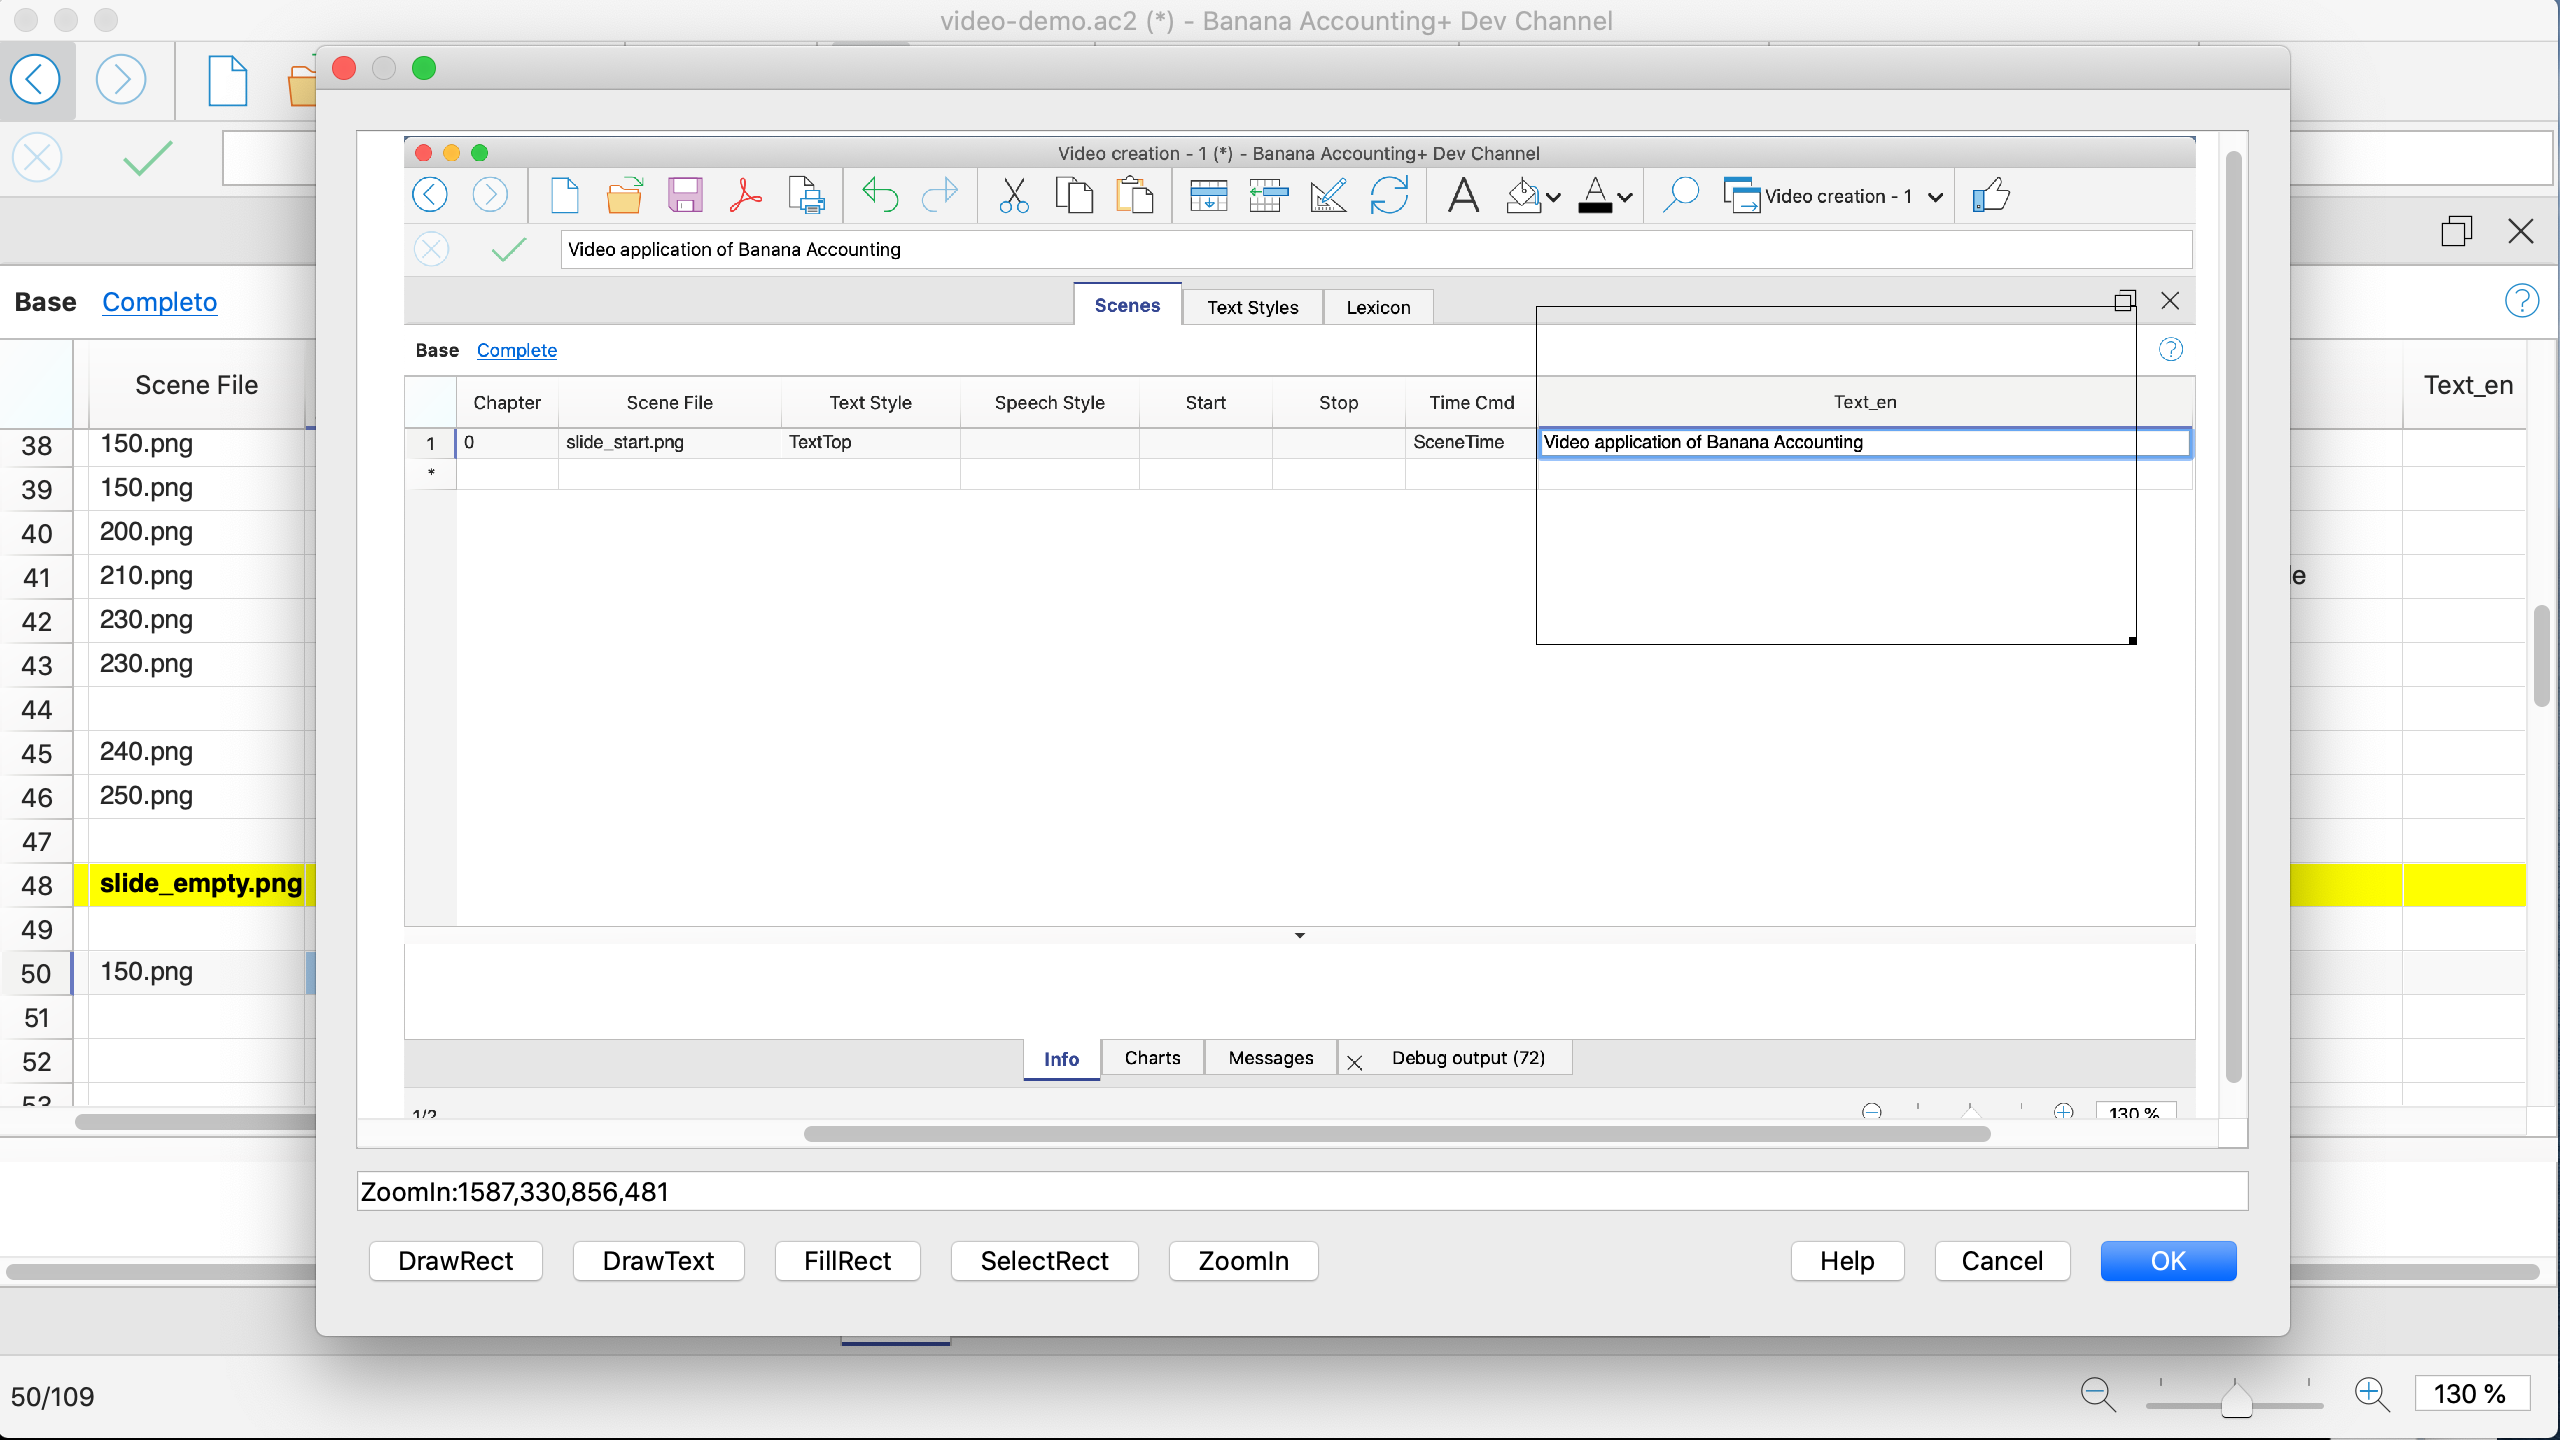 video-demo.ac2 (*) - Banana Accounting+ Dev Channel
Video creation - 1 (*) - Banana Accounting+ Dev Channel
Video creation - 1
Video application of Banana Accounting
Scenes
Text Styles
Lexicon
Base Complete
Chapter Scene File Text Style Speech Style Start Stop Time Cmd Text_en
1 0 slide_start.png TextTop SceneTime Video application of Banana Accounting
*
Info
Charts
Messages
Debug output (72)
1/2
130 %
ZoomIn:1587,330,856,481
DrawRect
DrawText
FillRect
SelectRect
ZoomIn
Help
Cancel
OK
Base Completo
Scene File
Text_en
38 150.png
39 150.png
40 200.png
41 210.png
42 230.png
43 230.png
44
45 240.png
46 250.png
47
48 slide_empty.png
49
50 150.png
51
52
53
50/109
130 %